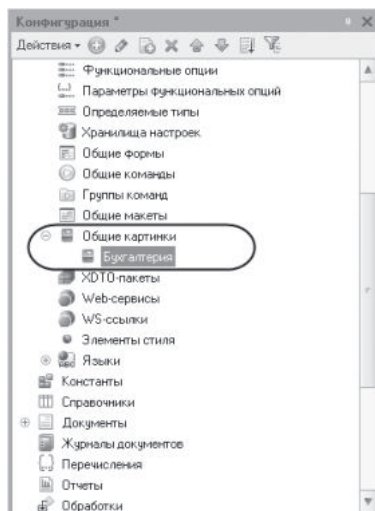 Конфигурация *
Действия
Функциональные опции
Параметры функциональных опций
Определяемые типы
Хранилища настроек
Общие формы
Общие команды
Группы команд
Общие макеты
Общие картинки
Бухгалтерия
XDTO-пакеты
Web-сервисы
WS-ссылки
Элементы стиля
Языки
Константы
Справочники
Документы
Журналы документов
Перечисления
Отчеты
Обработки